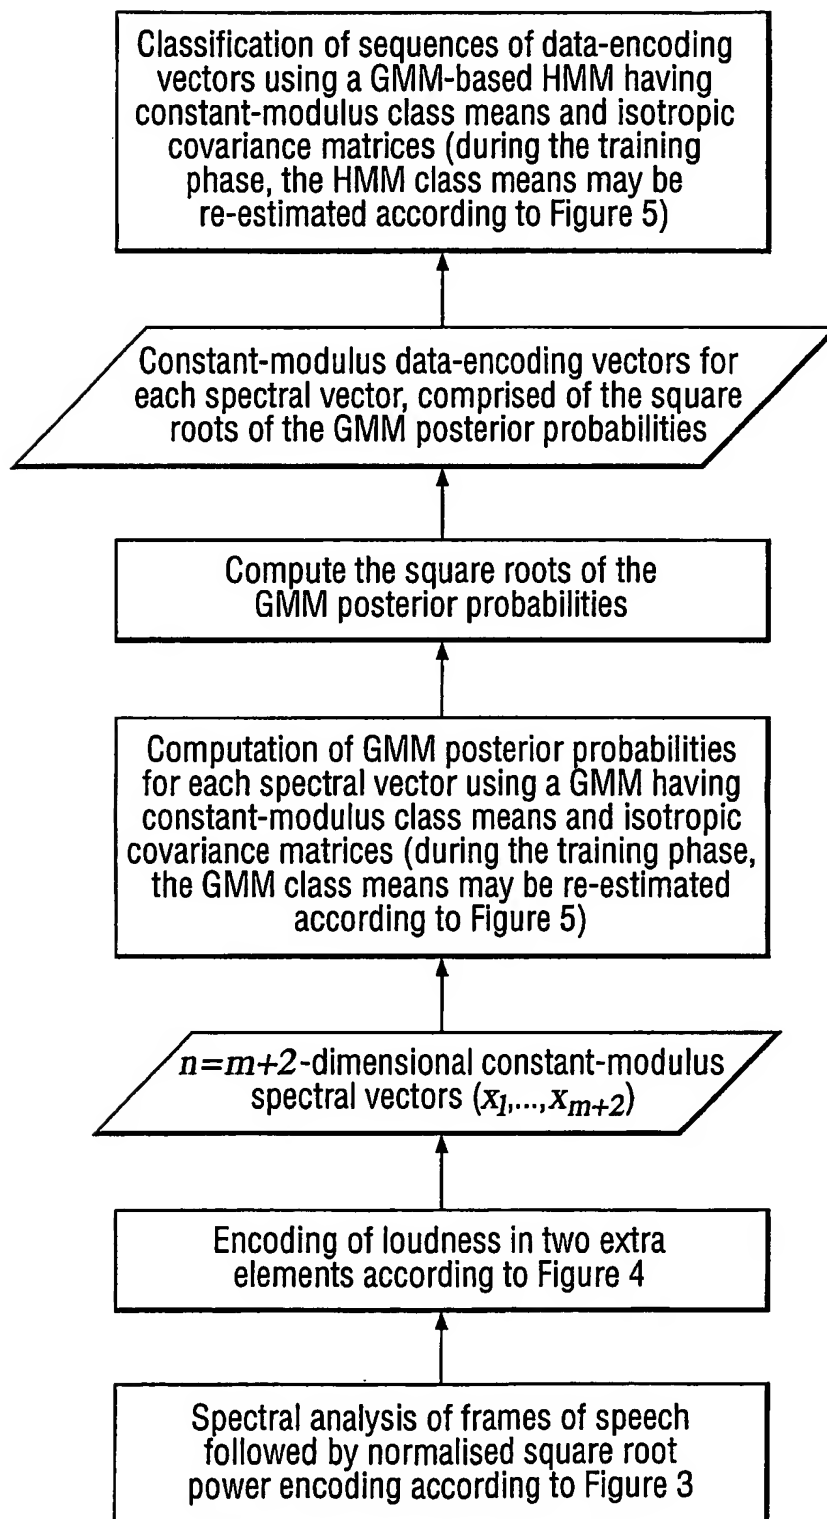 Classification of sequences of data-encoding
vectors using a GMM-based HMM having
constant-modulus class means and isotropic
covariance matrices (during the training
phase, the HMM class means may be
re-estimated according to Figure 5)
Constant-modulus data-encoding vectors for
each spectral vector, comprised of the square
roots of the GMM posterior probabilities
Compute the square roots of the
GMM posterior probabilities
Computation of GMM posterior probabilities
for each spectral vector using a GMM having
constant-modulus class means and isotropic
covariance matrices (during the training phase,
the GMM class means may be re-estimated
according to Figure 5)
n=m+2-dimensional constant-modulus
spectral vectors (x1,...,xm+2)
Encoding of loudness in two extra
elements according to Figure 4
Spectral analysis of frames of speech
followed by normalised square root
power encoding according to Figure 3